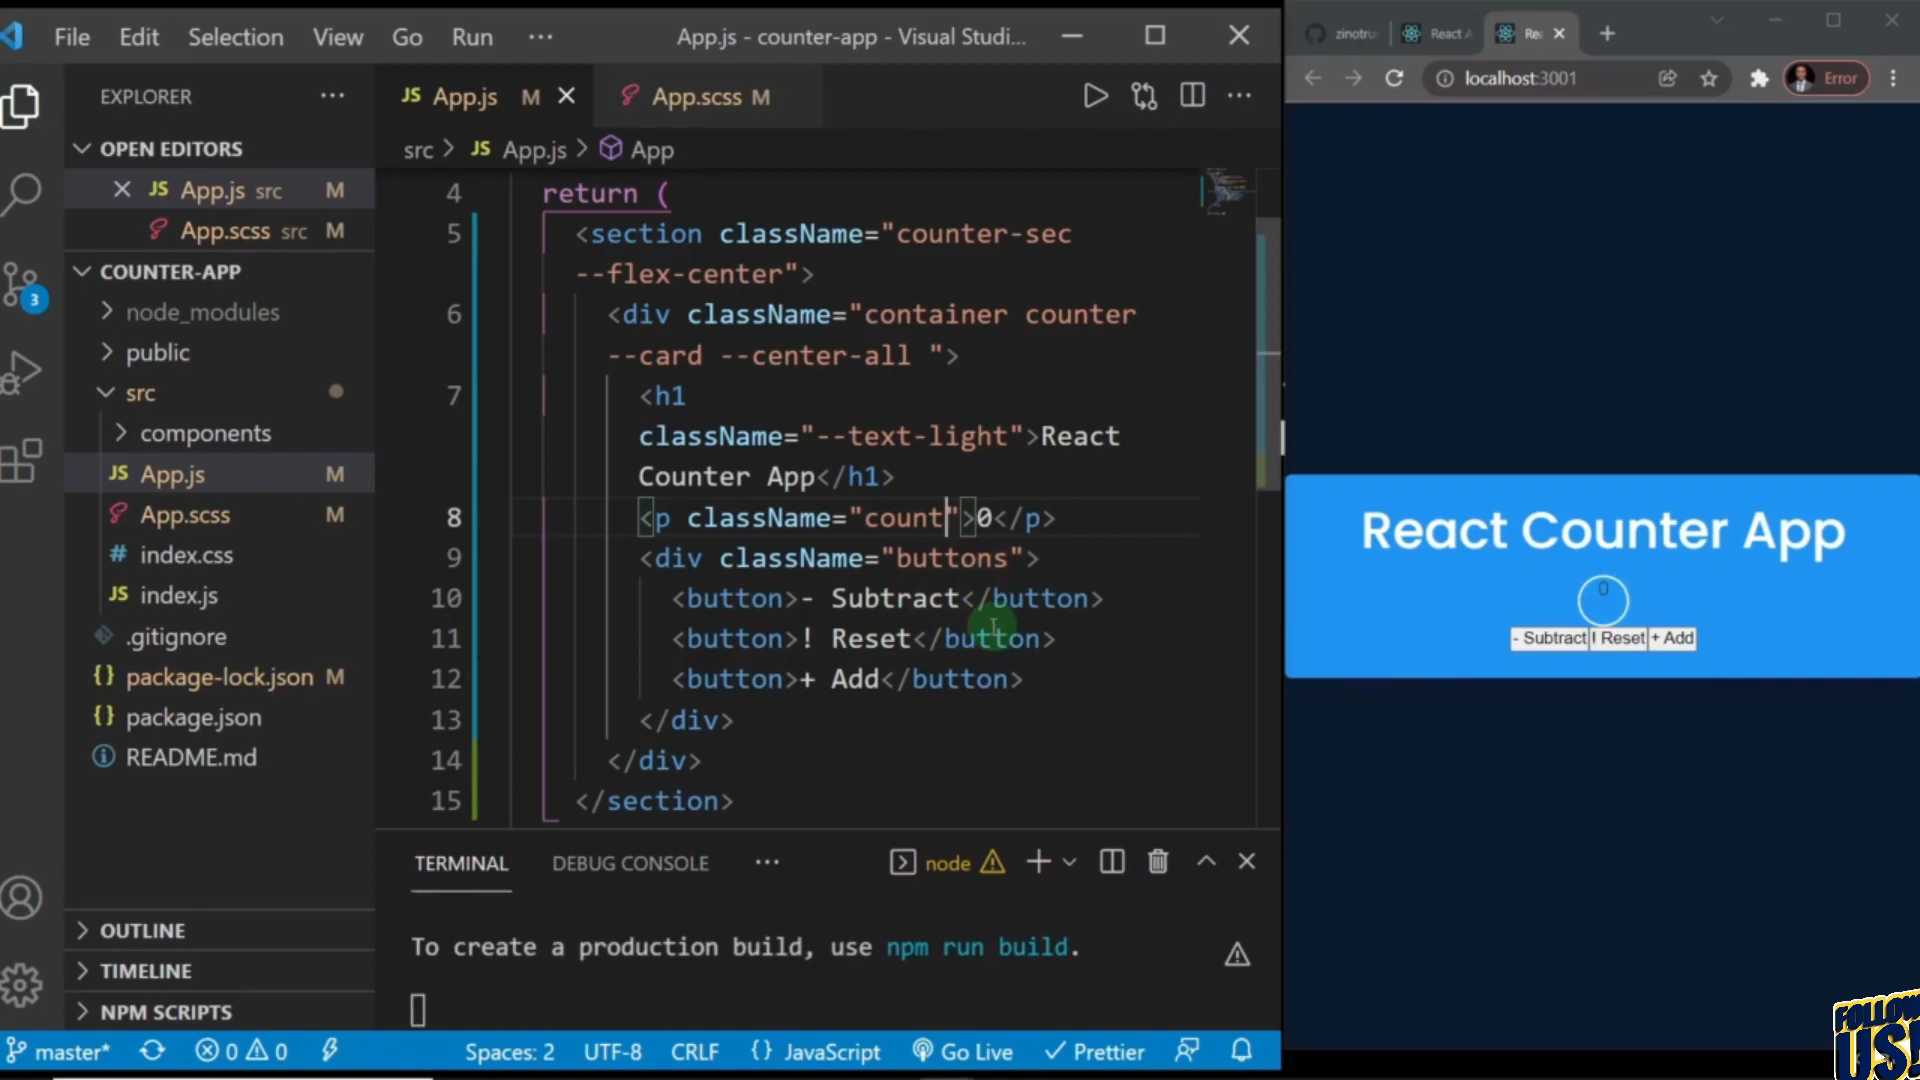 File Edit Selection View Go Run ··· App.js - counter-app - Visual Studi...
EXPLORER ···
OPEN EDITORS
JS App.js src M
App.scss src M
COUNTER-APP
node_modules
public
src
components
JS App.js M
App.scss M
# index.css
JS index.js
.gitignore
{} package-lock.json M
{} package.json
README.md
OUTLINE
TIMELINE
NPM SCRIPTS
3
JS App.js M
App.scss M
src > JS App.js > App
4 return (
5 <section className="counter-sec
--flex-center">
6 <div className="container counter
--card --center-all ">
7 <h1
className="--text-light">React
Counter App</h1>
8 <p className="count">0</p>
9 <div className="buttons">
10 <button>- Subtract</button>
11 <button>! Reset</button>
12 <button>+ Add</button>
13 </div>
14 </div>
15 </section>
TERMINAL DEBUG CONSOLE ··· node
To create a production build, use npm run build.
master* 0 0 Spaces: 2 UTF-8 CRLF {} JavaScript Go Live Prettier
zinotru React A Re
localhost:3001 Error
React Counter App
0
- Subtract ! Reset + Add
FOLLOW
US